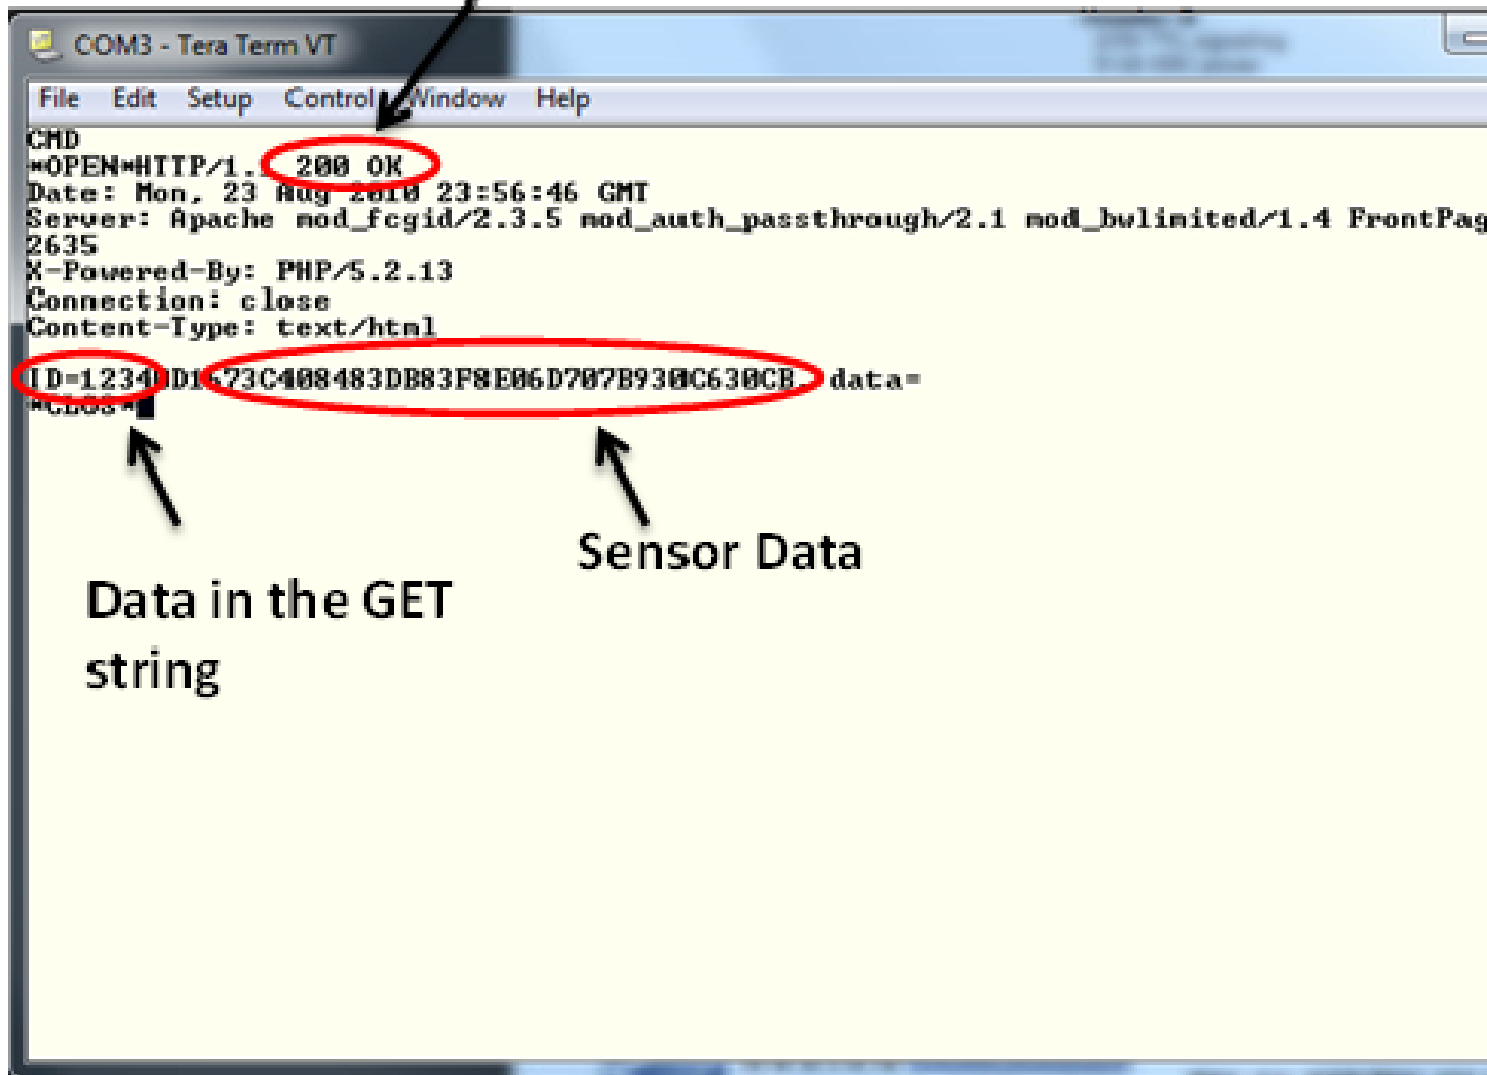 COM3 - Tera Term VT
File Edit Setup Control Window Help
CMD
*OPEN*HTTP/1. 200 OK
Date: Mon, 23 Aug 2010 23:56:46 GMT
Server: Apache mod_fcgid/2.3.5 mod_auth_passthrough/2.1 mod_bwlimited/1.4 FrontPag
2635
X-Powered-By: PHP/5.2.13
Connection: close
Content-Type: text/html
data=
*CLOS*
Sensor Data
Data in the GET
string